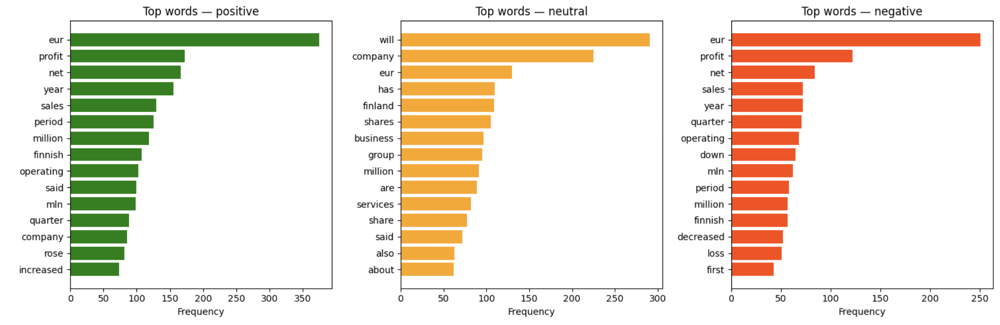 Top words — positive
eur
profit
net
year
sales
period
million
finnish
operating
said
mln
quarter
company
rose
increased
0 50 100 150 200 250 300 350
Frequency
Top words — neutral
will
company
eur
has
finland
shares
business
group
million
are
services
share
said
also
about
0 50 100 150 200 250 300
Frequency
Top words — negative
eur
profit
net
sales
year
quarter
operating
down
mln
period
million
finnish
decreased
loss
first
0 50 100 150 200 250
Frequency